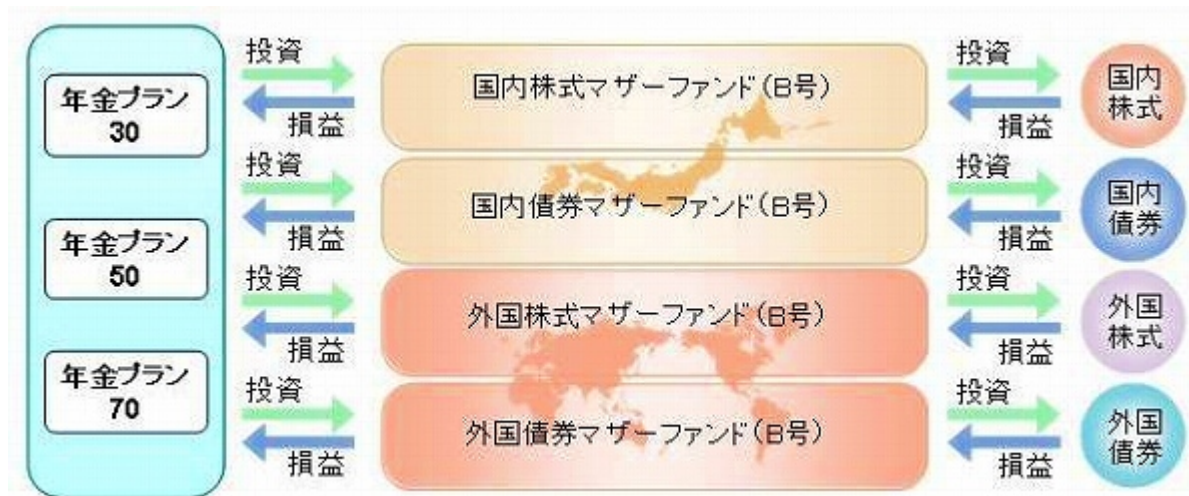 年金プラン
30
年金プラン
50
年金プラン
70
投資
損益
国内株式マザーファンド(B号)
投資
損益
国内
株式
投資
損益
国内債券マザーファンド(B号)
投資
損益
国内
債券
投資
損益
外国株式マザーファンド(B号)
投資
損益
外国
株式
投資
損益
外国債券マザーファンド(B号)
投資
損益
外国
債券